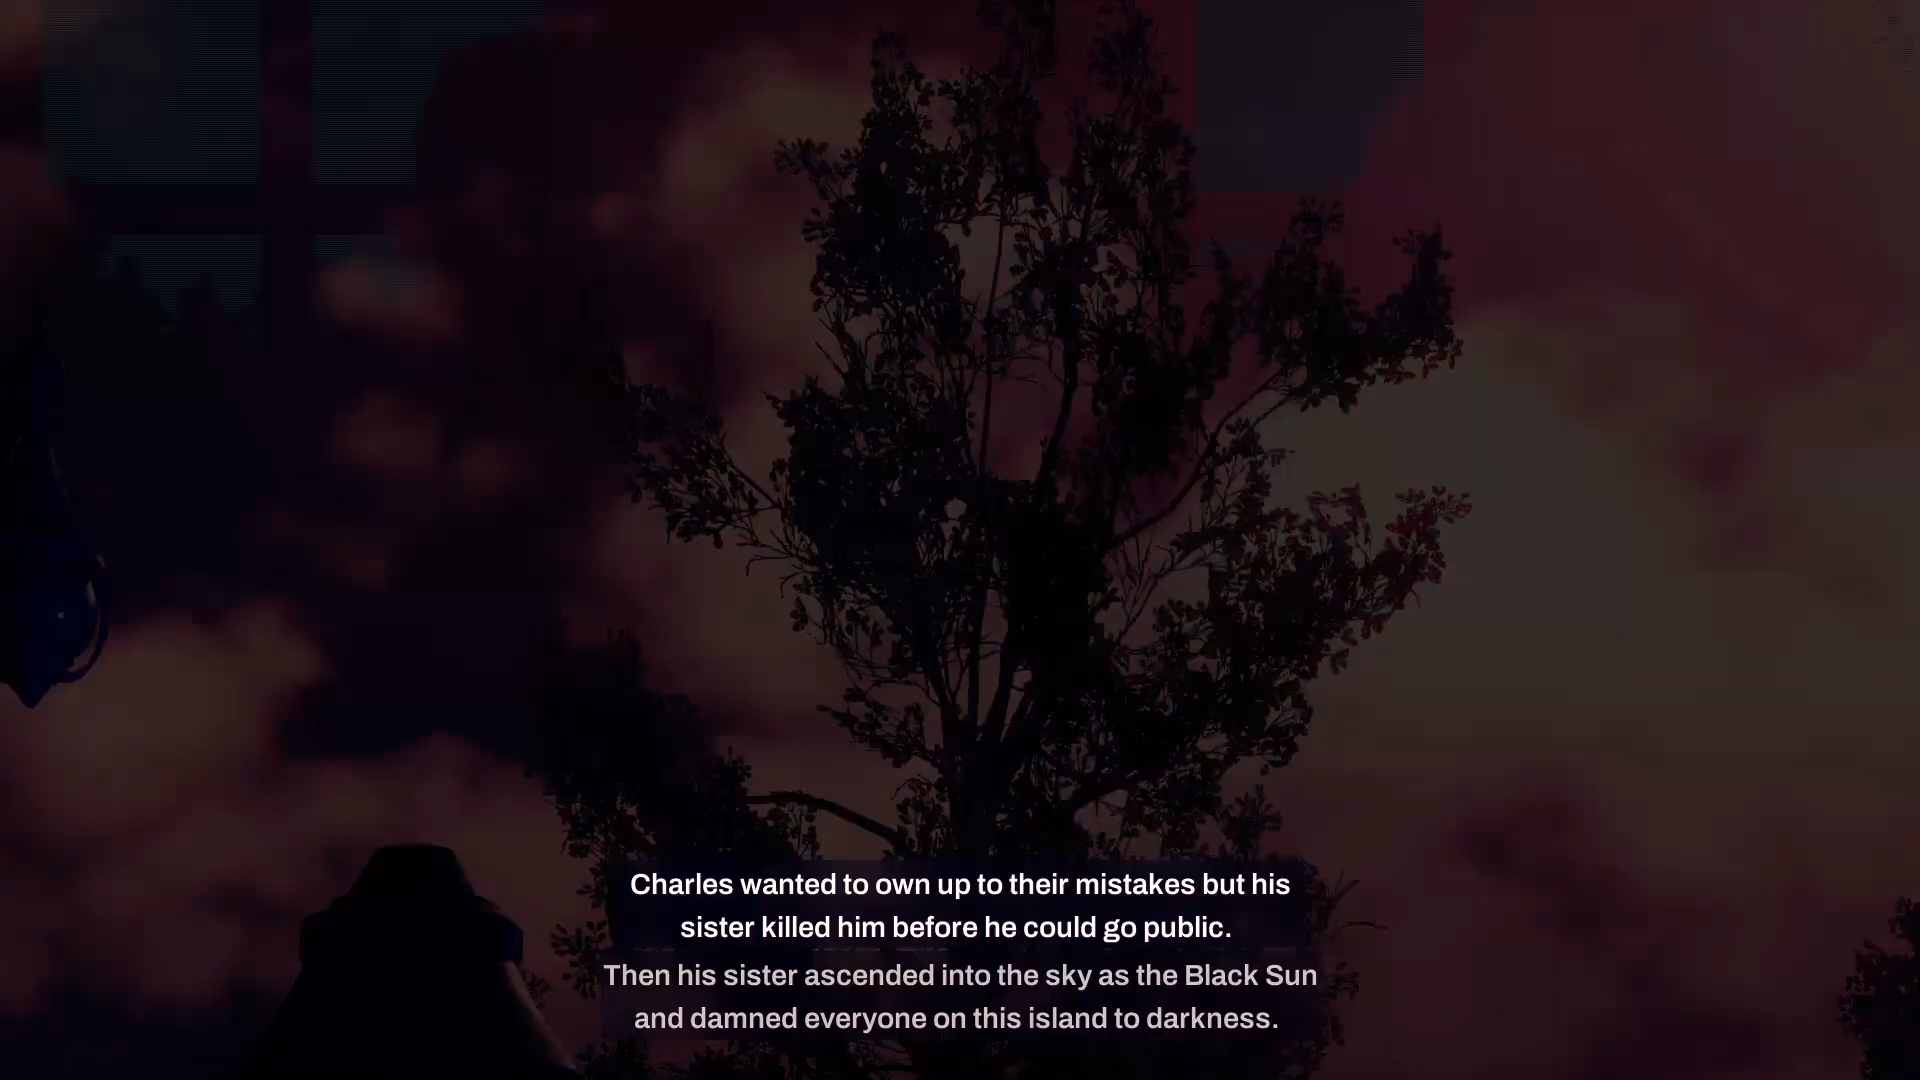 Charles wanted to own up to their mistakes but his
sister killed him before he could go public.
Then his sister ascended into the sky as the Black Sun
and damned everyone on this island to darkness.